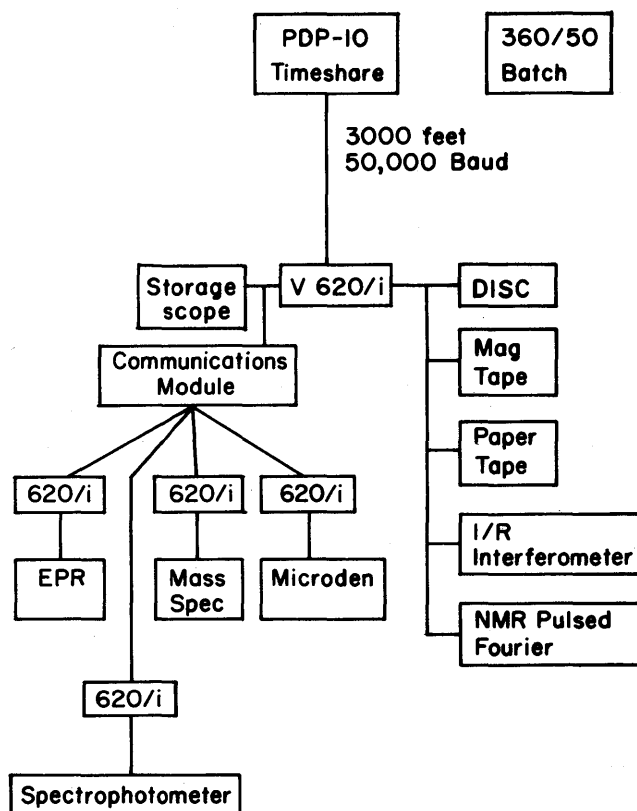 PDP-10
Timeshare
360/50
Batch
3000 feet
50,000 Baud
Storage
scope
V 620/i
DISC
Communications
Module
Mag
Tape
Paper
Tape
620/i
620/i
620/i
EPR
Mass
Spec
Microden
I/R
Interferometer
NMR Pulsed
Fourier
620/i
Spectrophotometer